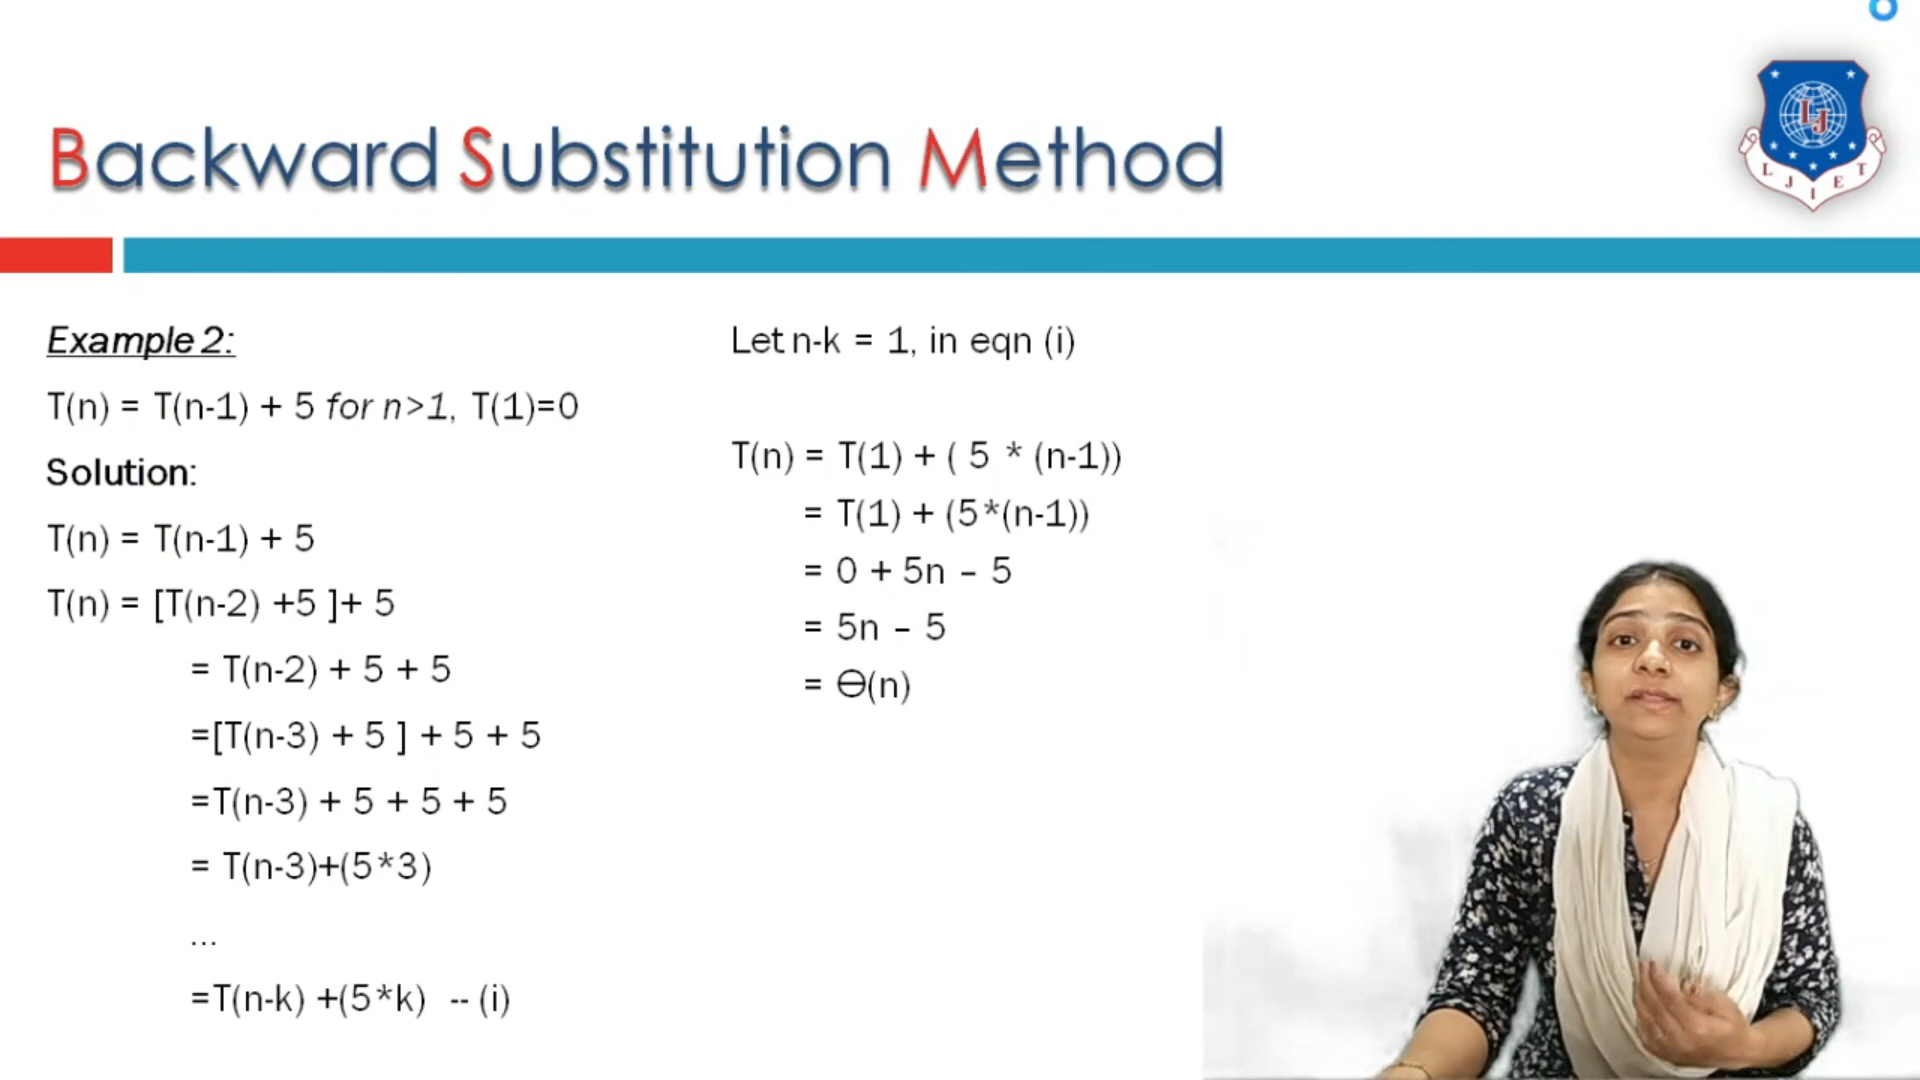 Backward Substitution Method
L J I E T
LJ
Example 2:
T(n) = T(n-1) + 5 for n>1, T(1)=0
Solution:
T(n) = T(n-1) + 5
T(n) = [T(n-2) +5 ]+ 5
= T(n-2) + 5 + 5
=[T(n-3) + 5 ] + 5 + 5
=T(n-3) + 5 + 5 + 5
= T(n-3)+(5*3)
...
=T(n-k) +(5*k) -- (i)
Let n-k = 1, in eqn (i)
T(n) = T(1) + ( 5 * (n-1))
= T(1) + (5*(n-1))
= 0 + 5n – 5
= 5n – 5
= Ө(n)